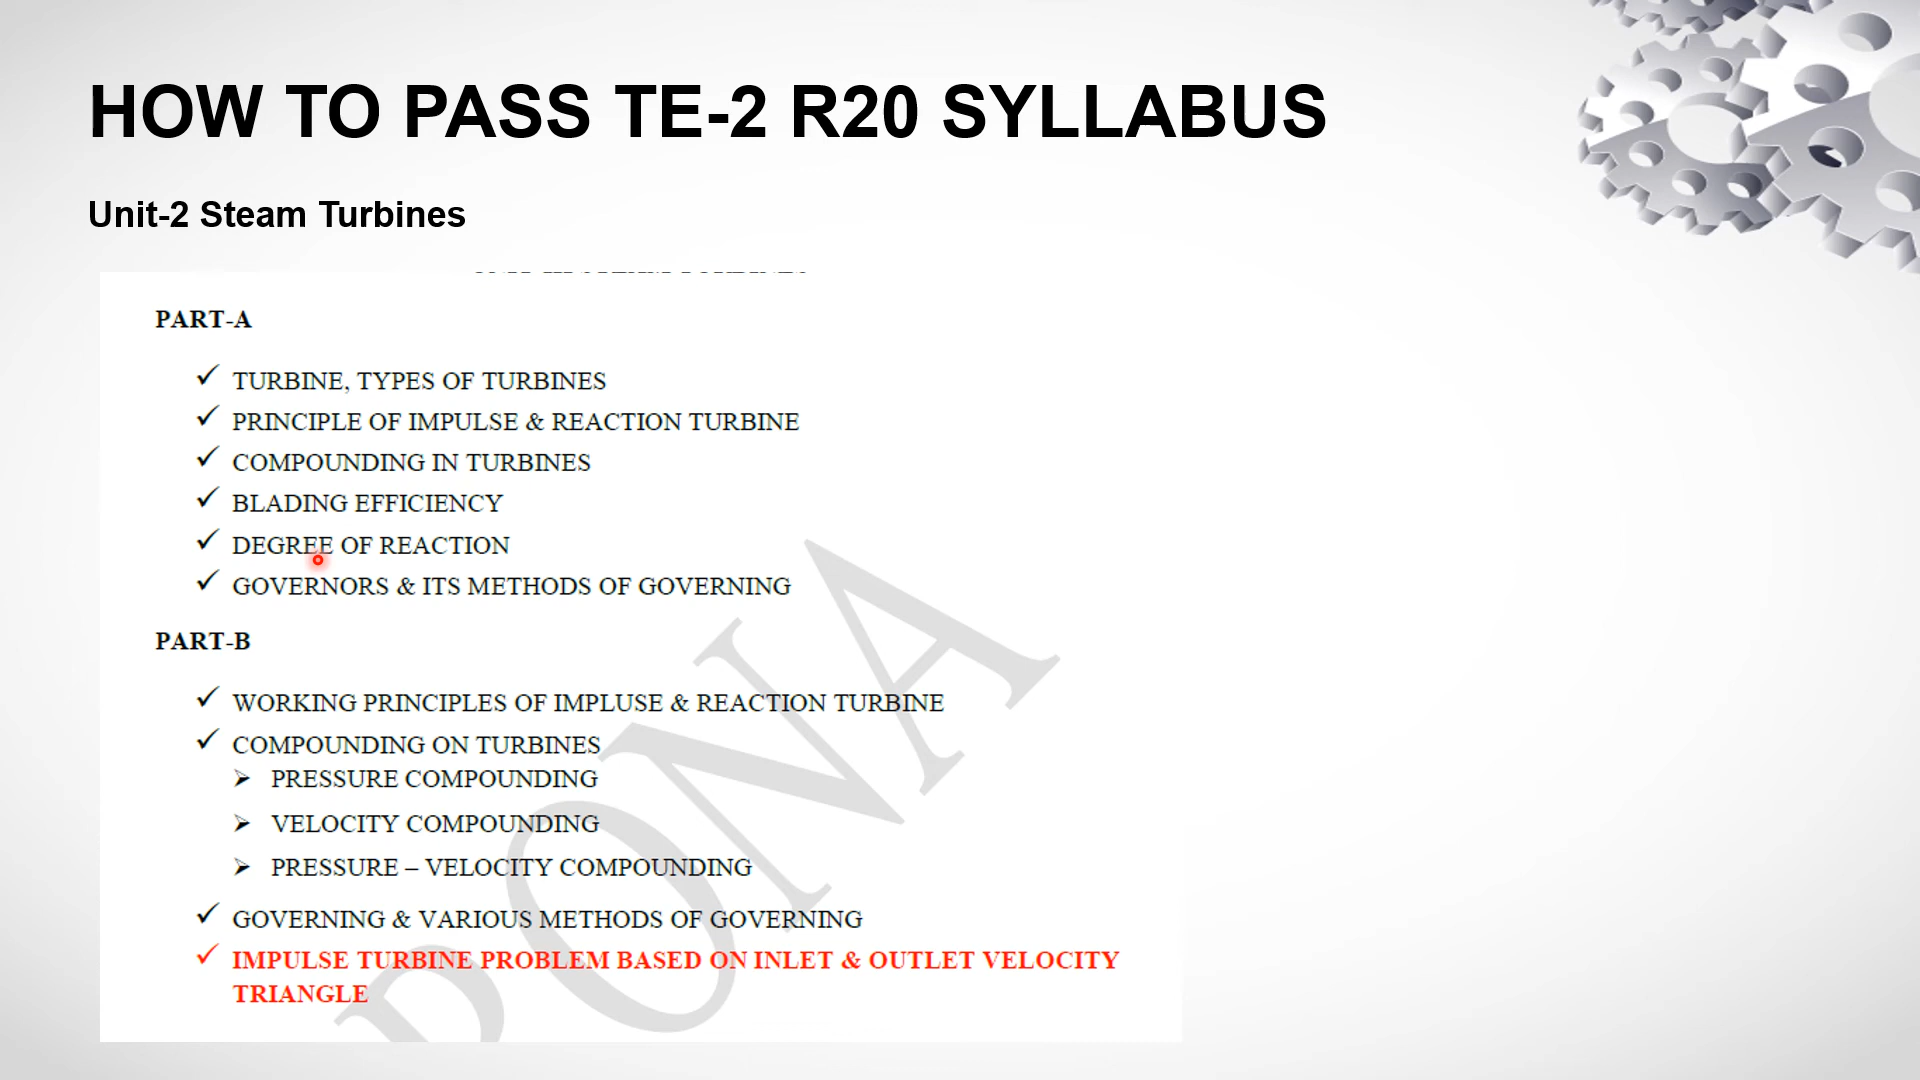 HOW TO PASS TE-2 R20 SYLLABUS
Unit-2 Steam Turbines
PART-A
✓ TURBINE, TYPES OF TURBINES
✓ PRINCIPLE OF IMPULSE & REACTION TURBINE
✓ COMPOUNDING IN TURBINES
✓ BLADING EFFICIENCY
✓ DEGREE OF REACTION
✓ GOVERNORS & ITS METHODS OF GOVERNING
PART-B
✓ WORKING PRINCIPLES OF IMPLUSE & REACTION TURBINE
✓ COMPOUNDING ON TURBINES
➢ PRESSURE COMPOUNDING
➢ VELOCITY COMPOUNDING
➢ PRESSURE – VELOCITY COMPOUNDING
✓ GOVERNING & VARIOUS METHODS OF GOVERNING
✓ IMPULSE TURBINE PROBLEM BASED ON INLET & OUTLET VELOCITY
TRIANGLE